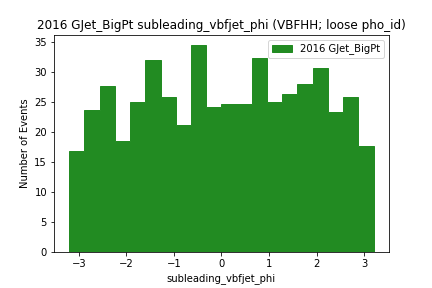 2016 GJet_BigPt subleading_vbfjet_phi (VBFHH; loose pho_id)
2016 GJet_BigPt
35
30
25
20
15
10
5
0
Number of Events
−3 −2 −1 0 1 2 3
subleading_vbfjet_phi